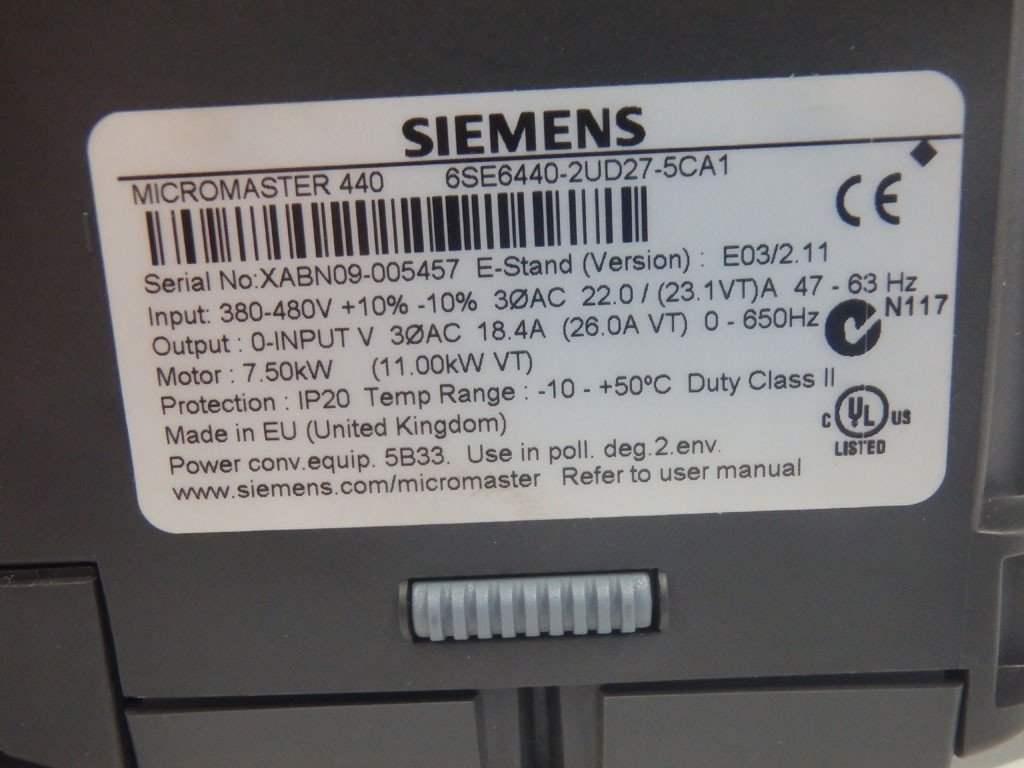 SIEMENS
MICROMASTER 440 6SE6440-2UD27-5CA1
CE
Serial No:XABN09-005457 E-Stand (Version) : E03/2.11
Input: 380-480V +10% -10% 3ØAC 22.0 / (23.1VT)A 47 - 63 Hz
Output : 0-INPUT V 3ØAC 18.4A (26.0A VT) 0 - 650Hz
N117
Motor : 7.50kW (11.00kW VT)
Protection : IP20 Temp Range : -10 - +50ºC Duty Class II
C UL US
LISTED
Made in EU (United Kingdom)
Power conv.equip. 5B33. Use in poll. deg.2.env.
www.siemens.com/micromaster Refer to user manual